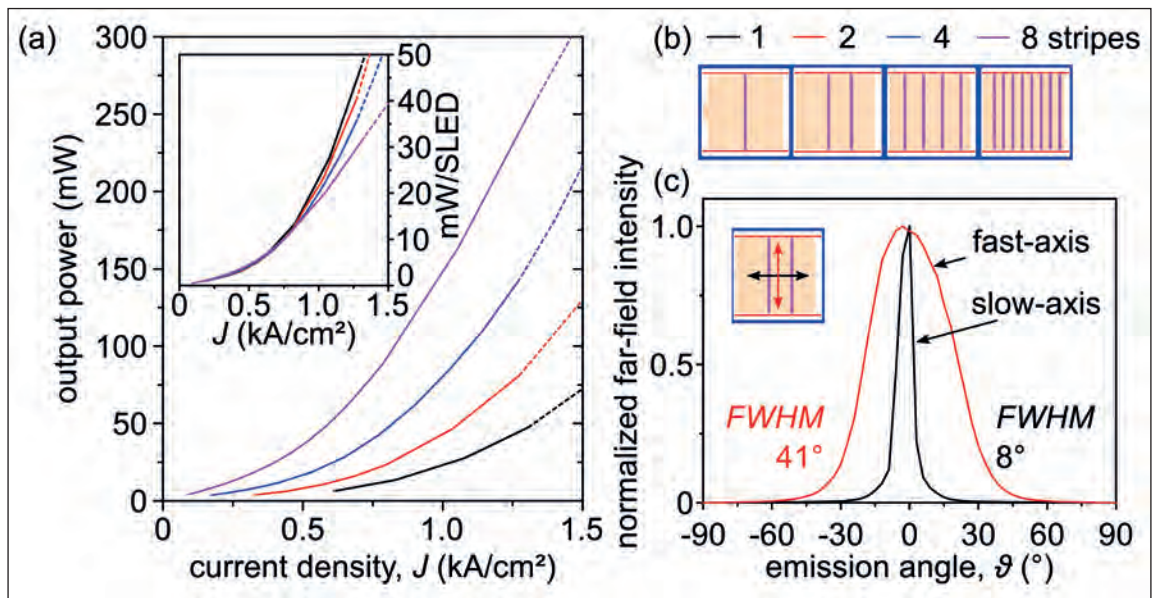 (a)
300
250
200
150
100
50
0
output power (mW)
0
0.5
1.0
1.5
current density, J (kA/cm²)
50
40
30
20
10
0
mW/SLED
0
0.5
1.0
1.5
J (kA/cm²)
(b) 1 2 4 8 stripes
(c)
1.0
0.5
0
normalized far-field intensity
fast-axis
slow-axis
FWHM
41°
FWHM
8°
-90 -60 -30 0 30 60 90
emission angle, ϑ (°)